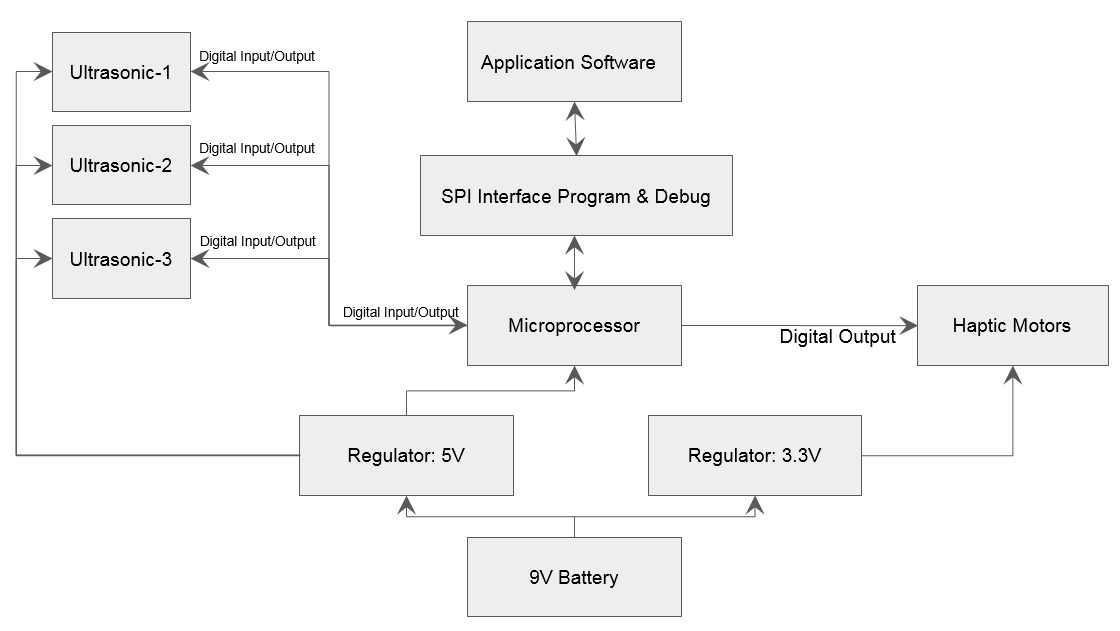 Ultrasonic-1
Digital Input/Output
Application Software
Ultrasonic-2
Digital Input/Output
SPI Interface Program & Debug
Ultrasonic-3
Digital Input/Output
Digital Input/Output
Microprocessor
Digital Output
Haptic Motors
Regulator: 5V
Regulator: 3.3V
9V Battery